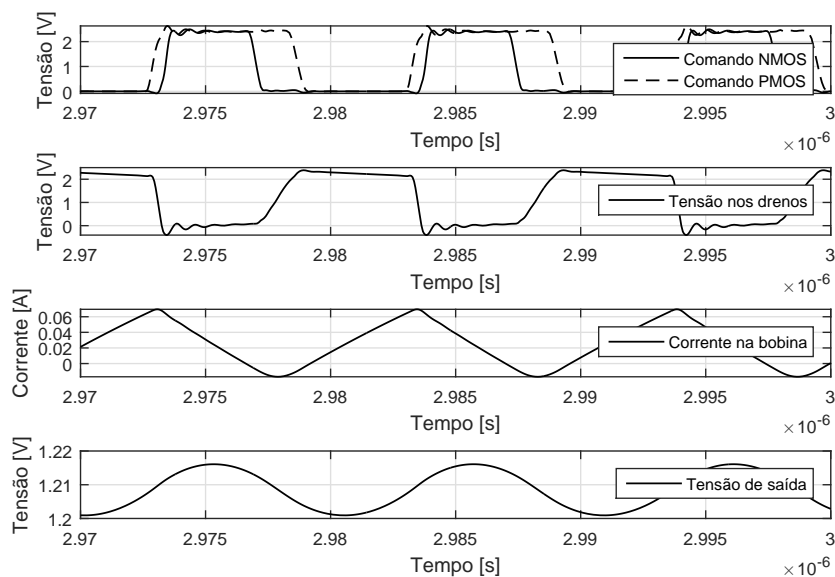 Tensão [V]
2
1
0
Comando NMOS
Comando PMOS
2.97 2.975 2.98 2.985 2.99 2.995 3
Tempo [s]
×10-6
Tensão [V]
2
1
0
Tensão nos drenos
2.97 2.975 2.98 2.985 2.99 2.995 3
Tempo [s]
×10-6
Corrente [A]
0.06
0.04
0.02
0
Corrente na bobina
2.97 2.975 2.98 2.985 2.99 2.995 3
Tempo [s]
×10-6
Tensão [V]
1.22
1.21
1.2
Tensão de saída
2.97 2.975 2.98 2.985 2.99 2.995 3
Tempo [s]
×10-6